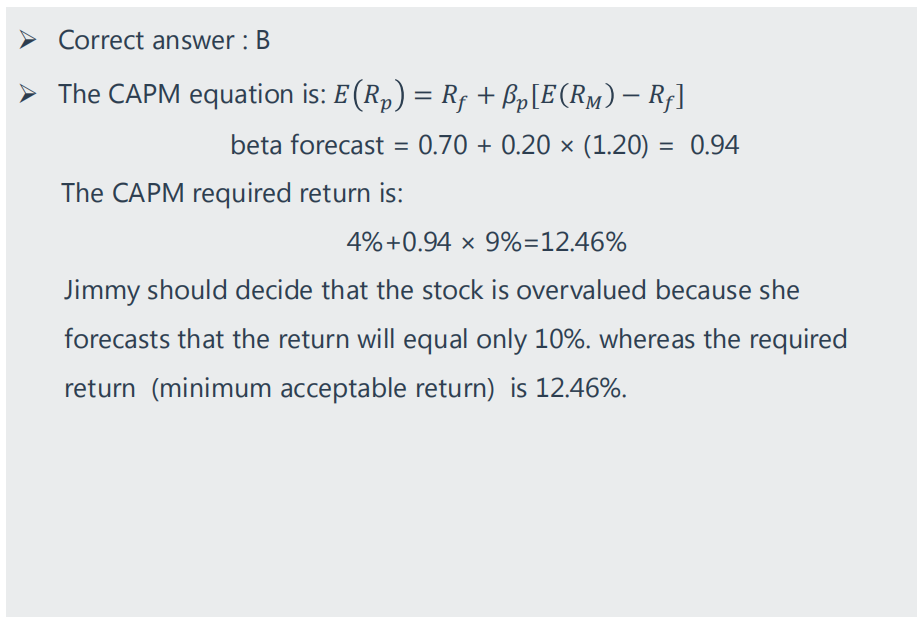 ➢ Correct answer : B
➢ The CAPM equation is: E(R_p) = R_f + β_p[E(R_M) − R_f]
beta forecast = 0.70 + 0.20 × (1.20) = 0.94
The CAPM required return is:
4%+0.94 × 9%=12.46%
Jimmy should decide that the stock is overvalued because she
forecasts that the return will equal only 10%. whereas the required
return (minimum acceptable return) is 12.46%.